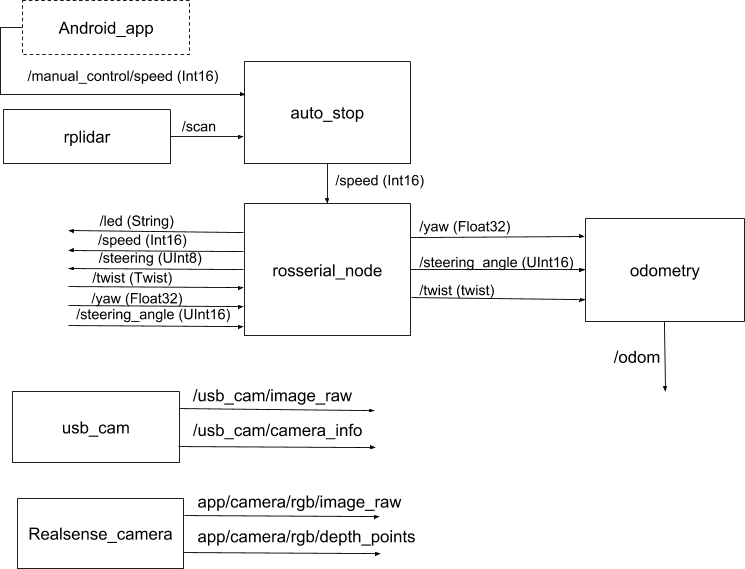 Android_app
/manual_control/speed (Int16)
auto_stop
rplidar
/scan
/speed (Int16)
/led (String)
/speed (Int16)
/steering (UInt8)
/twist (Twist)
/yaw (Float32)
/steering_angle (UInt16)
rosserial_node
/yaw (Float32)
/steering_angle (UInt16)
/twist (twist)
odometry
/odom
usb_cam
/usb_cam/image_raw
/usb_cam/camera_info
Realsense_camera
app/camera/rgb/image_raw
app/camera/rgb/depth_points